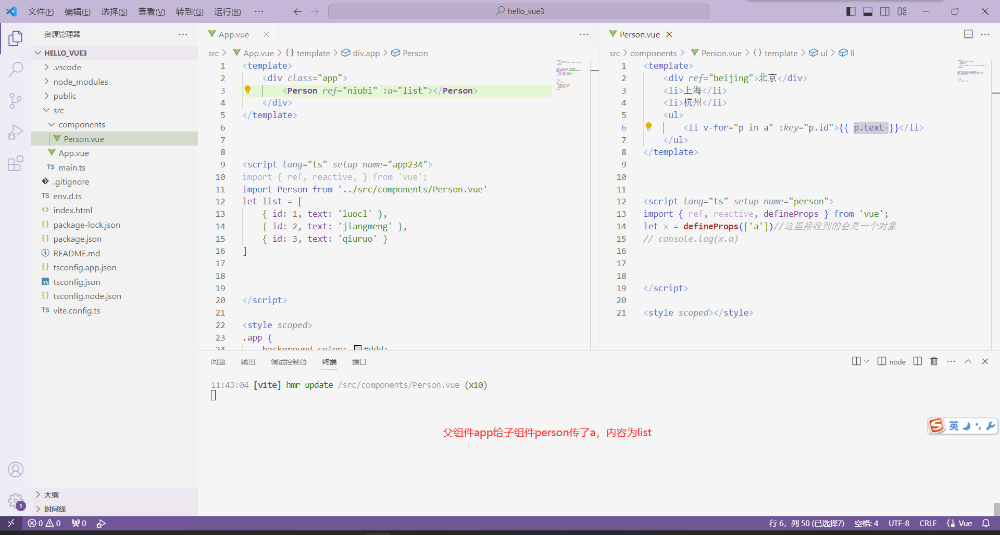 文件(F) 编辑(E) 选择(S) 查看(V) 转到(G) 运行(R) ··· hello_vue3
资源管理器 ···
HELLO_VUE3
.vscode
node_modules
public
src
components
Person.vue
App.vue
TS main.ts
.gitignore
TS env.d.ts
<> index.html
{} package-lock.json
{} package.json
README.md
{} tsconfig.app.json
TS tsconfig.json
{} tsconfig.node.json
TS vite.config.ts
大纲
时间线
App.vue ···
src > App.vue > {} template > div.app > Person
1 <template>
2 <div class="app">
3 <Person ref="niubi" :a="list"></Person>
4 </div>
5 </template>
6
7
8
9 <script lang="ts" setup name="app234">
10 import { ref, reactive, } from 'vue';
11 import Person from '../src/components/Person.vue'
12 let list = [
13 { id: 1, text: 'luocl' },
14 { id: 2, text: 'jiangmeng' },
15 { id: 3, text: 'qiuruo' }
16 ]
17
18
19
20 </script>
21
22 <style scoped>
23 .app {
24 background-color: #ddd;
Person.vue ···
src > components > Person.vue > {} template > ul > li
1 <template>
2 <div ref="beijing">北京</div>
3 <li>上海</li>
4 <li>杭州</li>
5 <ul>
6 <li v-for="p in a" :key="p.id">{{ p.text }}</li>
7 </ul>
8 </template>
9
10
11
12 <script lang="ts" setup name="person">
13 import { ref, reactive, defineProps } from 'vue';
14 let x = defineProps(['a'])//这里接收到的会是一个对象
15 // console.log(x.a)
16
17
18
19 </script>
20
21 <style scoped></style>
问题 输出 调试控制台 终端 端口 node ···
11:43:04 [vite] hmr update /src/components/Person.vue (x10)
父组件app给子组件person传了a，内容为list
S 英
1
0 0 0 行 6，列 50 (已选择7) 空格: 4 UTF-8 CRLF {} Vue